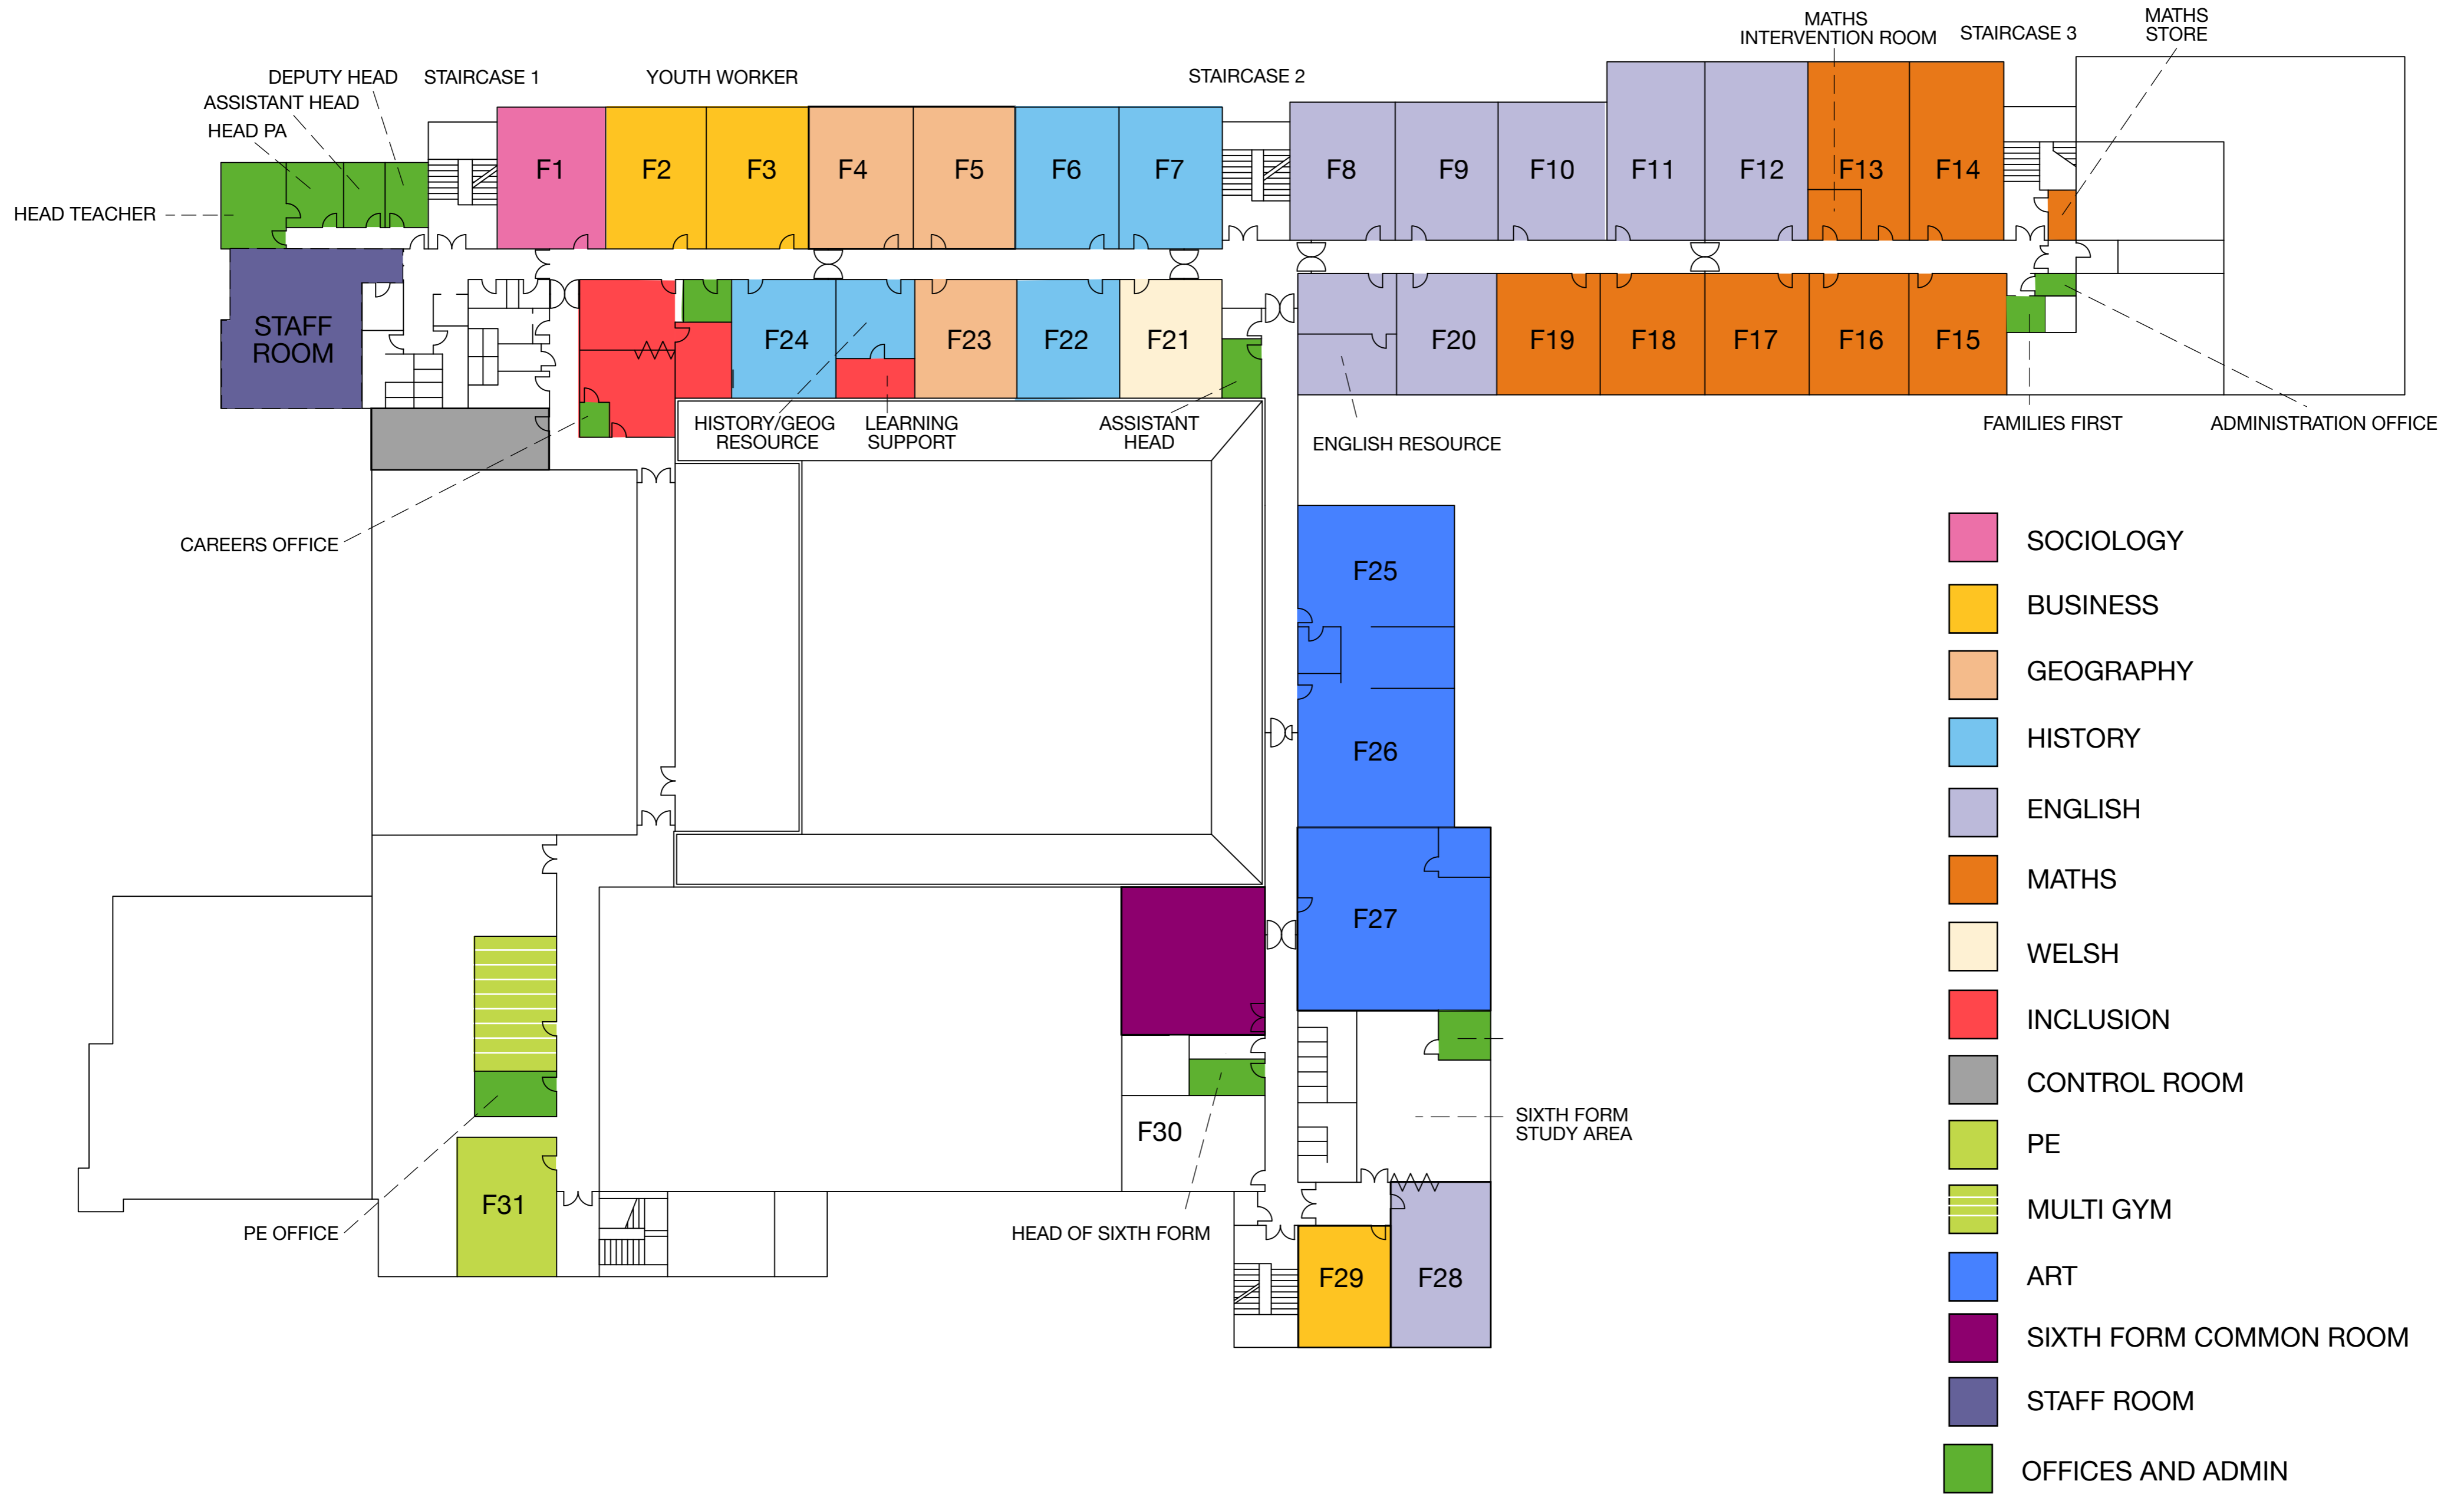 MATHS
INTERVENTION ROOM
STAIRCASE 3
MATHS
STORE
DEPUTY HEAD
STAIRCASE 1
YOUTH WORKER
STAIRCASE 2
ASSISTANT HEAD
HEAD PA
HEAD TEACHER
F1
F2
F3
F4
F5
F6
F7
F8
F9
F10
F11
F12
F13
F14
STAFF
ROOM
F24
F23
F22
F21
F20
F19
F18
F17
F16
F15
HISTORY/GEOG
RESOURCE
LEARNING
SUPPORT
ASSISTANT
HEAD
ENGLISH RESOURCE
FAMILIES FIRST
ADMINISTRATION OFFICE
CAREERS OFFICE
F25
F26
F27
F30
SIXTH FORM
STUDY AREA
F31
PE OFFICE
HEAD OF SIXTH FORM
F29
F28
SOCIOLOGY
BUSINESS
GEOGRAPHY
HISTORY
ENGLISH
MATHS
WELSH
INCLUSION
CONTROL ROOM
PE
MULTI GYM
ART
SIXTH FORM COMMON ROOM
STAFF ROOM
OFFICES AND ADMIN